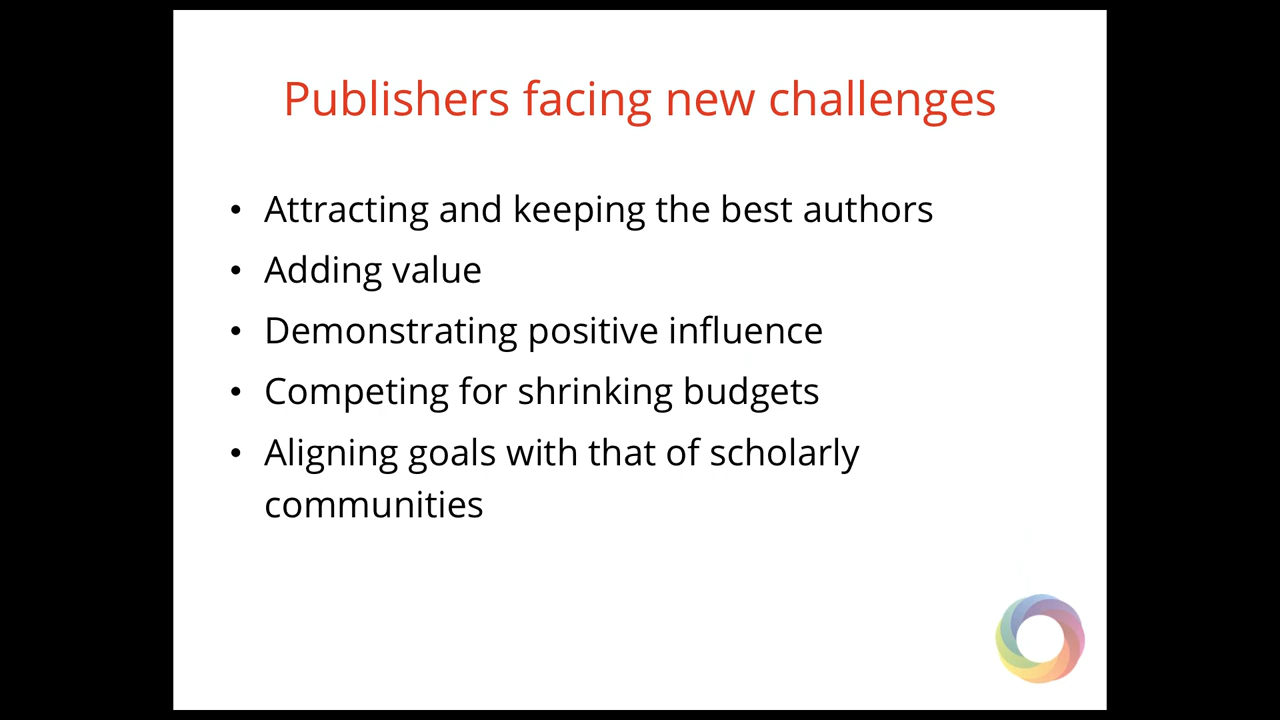 Publishers facing new challenges
• Attracting and keeping the best authors
• Adding value
• Demonstrating positive influence
• Competing for shrinking budgets
• Aligning goals with that of scholarly
communities